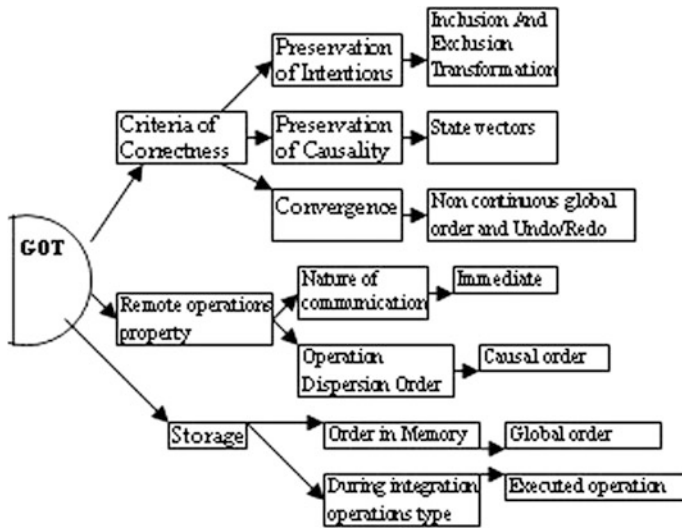 Preservation
of Intentions
Inclusion And
Exclusion
Transformation
Criteria of
Correctness
Preservation
of Causality
State vectors
Convergence
Non continuous global
order and Undo/Redo
GOT
Remote operations
property
Nature of
communication
Immediate
Operation
Dispersion Order
Causal order
Storage
Order in Memory
Global order
During integration
operations type
Executed operation